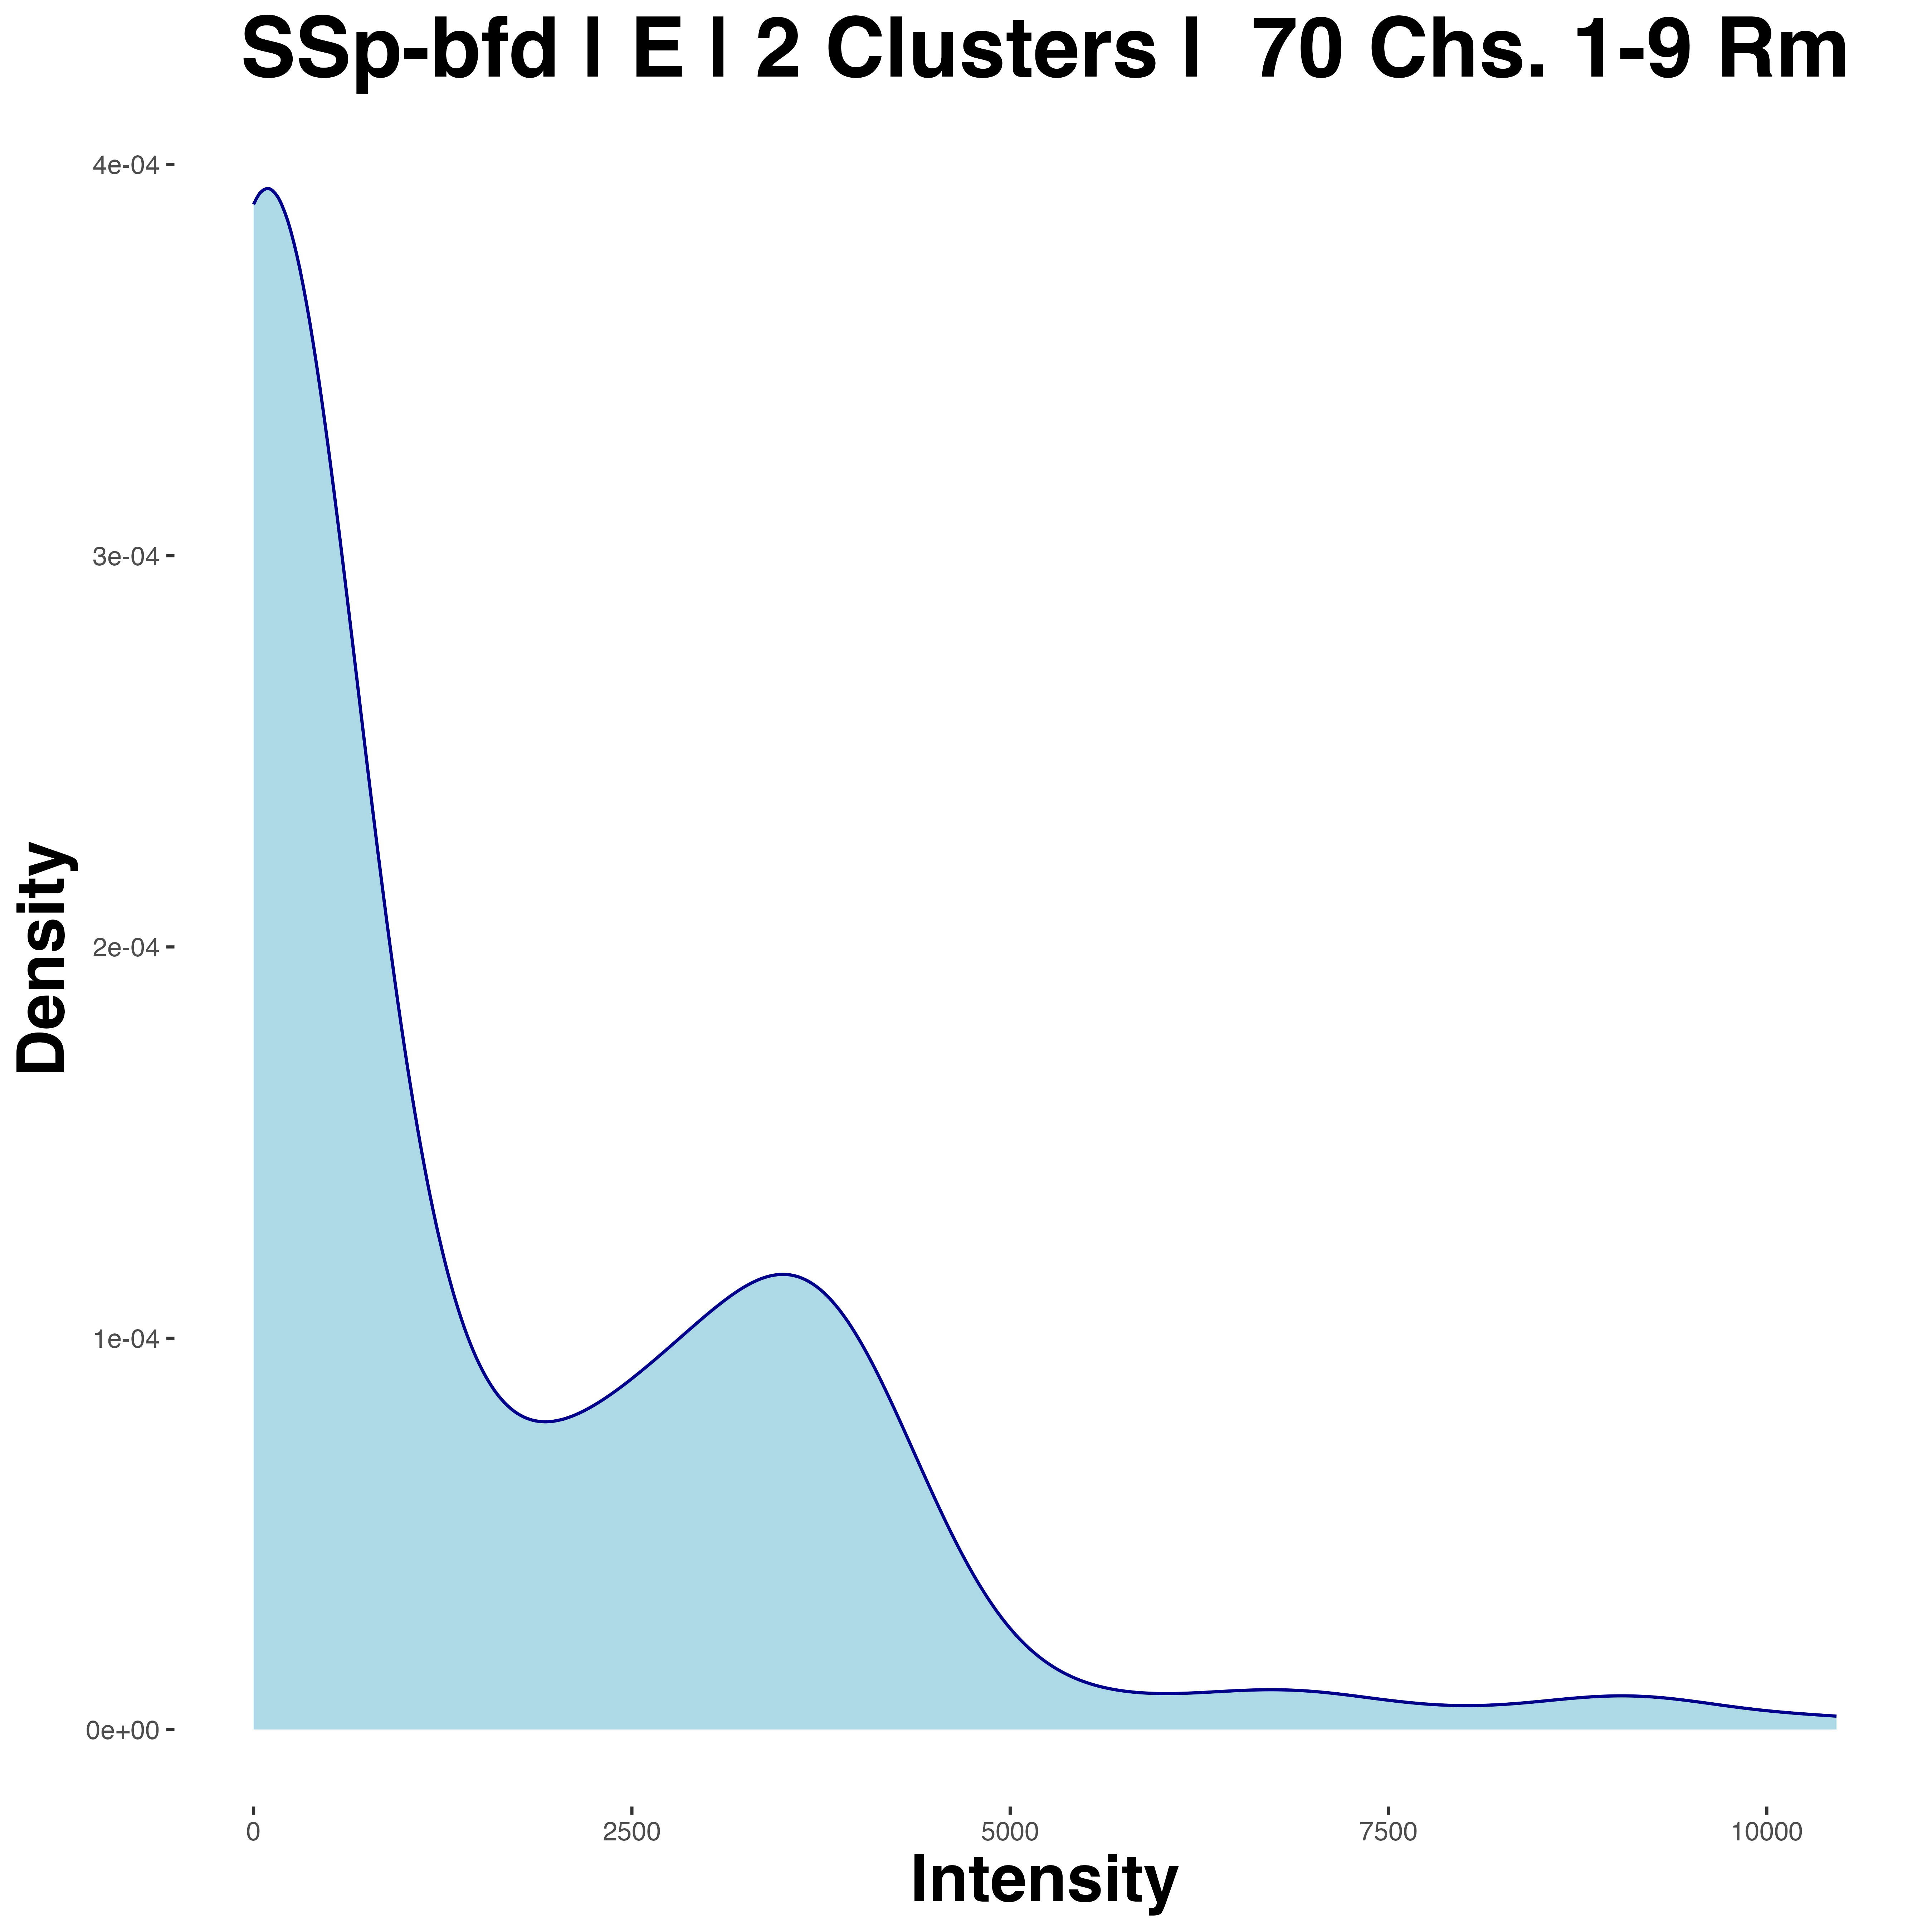 SSp-bfd | E | 2 Clusters |  70 Chs. 1-9 Rm
4e-04
3e-04
2e-04
1e-04
0e+00
Density
0 2500 5000 7500 10000
Intensity